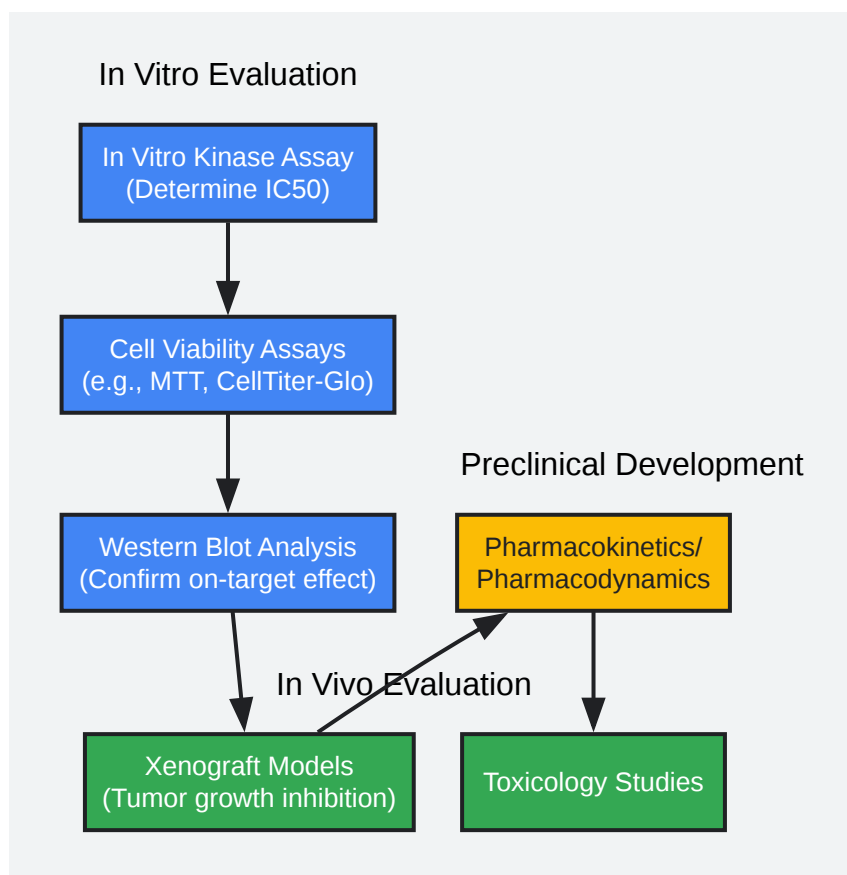 In Vitro Evaluation
In Vitro Kinase Assay
(Determine IC50)
Cell Viability Assays
(e.g., MTT, CellTiter-Glo)
Western Blot Analysis
(Confirm on-target effect)
In Vivo Evaluation
Xenograft Models
(Tumor growth inhibition)
Preclinical Development
Pharmacokinetics/
Pharmacodynamics
Toxicology Studies